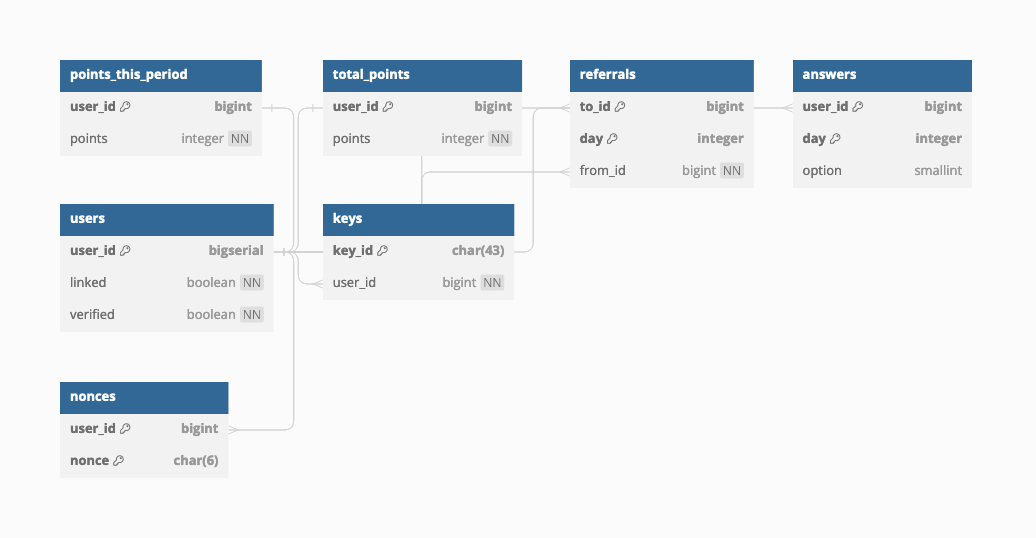 points_this_period
user_id bigint
points integer NN
total_points
user_id bigint
points integer NN
referrals
to_id bigint
day integer
from_id bigint NN
answers
user_id bigint
day integer
option smallint
users
user_id bigserial
linked boolean NN
verified boolean NN
keys
key_id char(43)
user_id bigint NN
nonces
user_id bigint
nonce char(6)